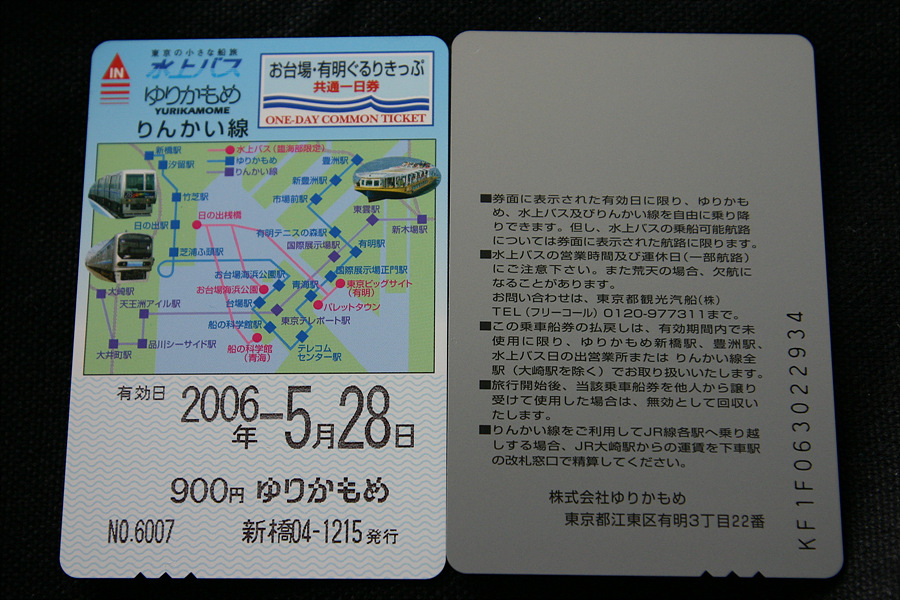 IN
東京の小さな船旅
水上バス
ゆりかもめ
YURIKAMOME
りんかい線
お台場・有明ぐるりきっぷ
共通一日券
ONE-DAY COMMON TICKET
水上バス(臨海部限定)
ゆりかもめ
りんかい線
新橋駅
汐留駅
竹芝駅
日の出桟橋
日の出駅
芝浦ふ頭駅
豊洲駅
新豊洲駅
市場前駅
東雲駅
新木場駅
有明テニスの森駅
国際展示場駅
有明駅
国際展示場正門駅
お台場海浜公園駅
お台場海浜公園
青海駅
東京ビッグサイト
(有明)
台場駅
パレットタウン
大崎駅
天王洲アイル駅
東京テレポート駅
船の科学館駅
大井町駅
品川シーサイド駅
船の科学館
(青海)
テレコム
センター駅
有効日
2006年-5月28日
900円 ゆりかもめ
NO.6007
新橋04-1215発行
■券面に表示された有効日に限り、ゆりかも
め、水上バス及びりんかい線を自由に乗り降
りできます。但し、水上バスの乗船可能航路
については券面に表示された航路に限ります。
■水上バスの営業時間及び運休日(一部航路)
にご注意下さい。また荒天の場合、欠航に
なることがあります。
お問い合わせは、東京都観光汽船(株)
TEL(フリーコール)0120-977311まで。
■この乗車船券の払戻しは、有効期間内で未
使用に限り、ゆりかもめ新橋駅、豊洲駅、
水上バス日の出営業所または りんかい線全
駅(大崎駅を除く)でお取り扱いいたします。
■旅行開始後、当該乗車船券を他人から譲り
受けて使用した場合は、無効として回収い
たします。
■りんかい線をご利用してJR線各駅へ乗り越
しする場合、JR大崎駅からの運賃を下車駅
の改札窓口で精算してください。
株式会社ゆりかもめ
東京都江東区有明3丁目22番
KF1F06302293​4